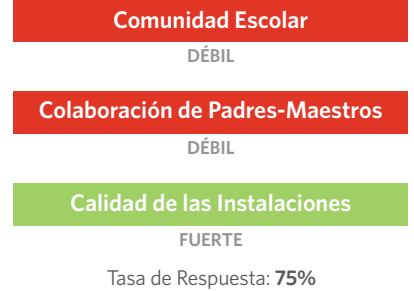 Comunidad Escolar
DÉBIL
Colaboración de Padres-Maestros
DÉBIL
Calidad de las Instalaciones
FUERTE
Tasa de Respuesta: 75%